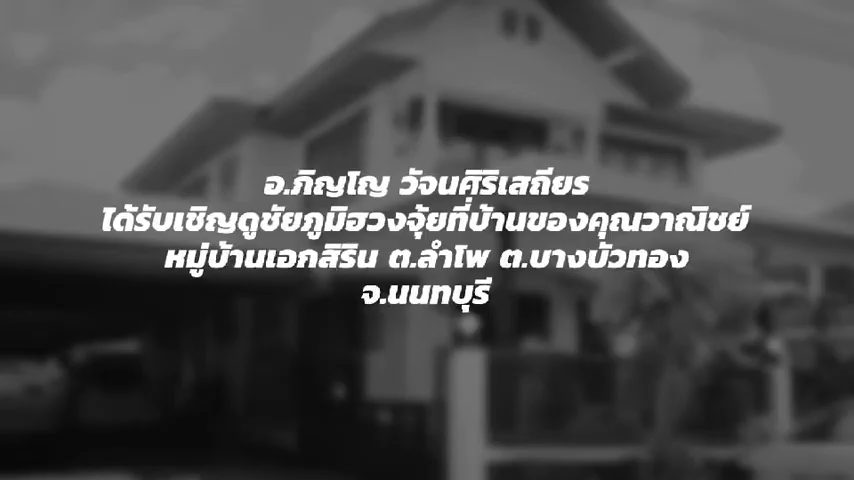 อ.ภิญโญ วัจนศิริเสถียร
ได้รับเชิญดูชัยภูมิฮวงจุ้ยที่บ้านของคุณวาณิชย์
หมู่บ้านเอกสิริน ต.ลำโพ ต.บางบัวทอง
จ.นนทบุรี